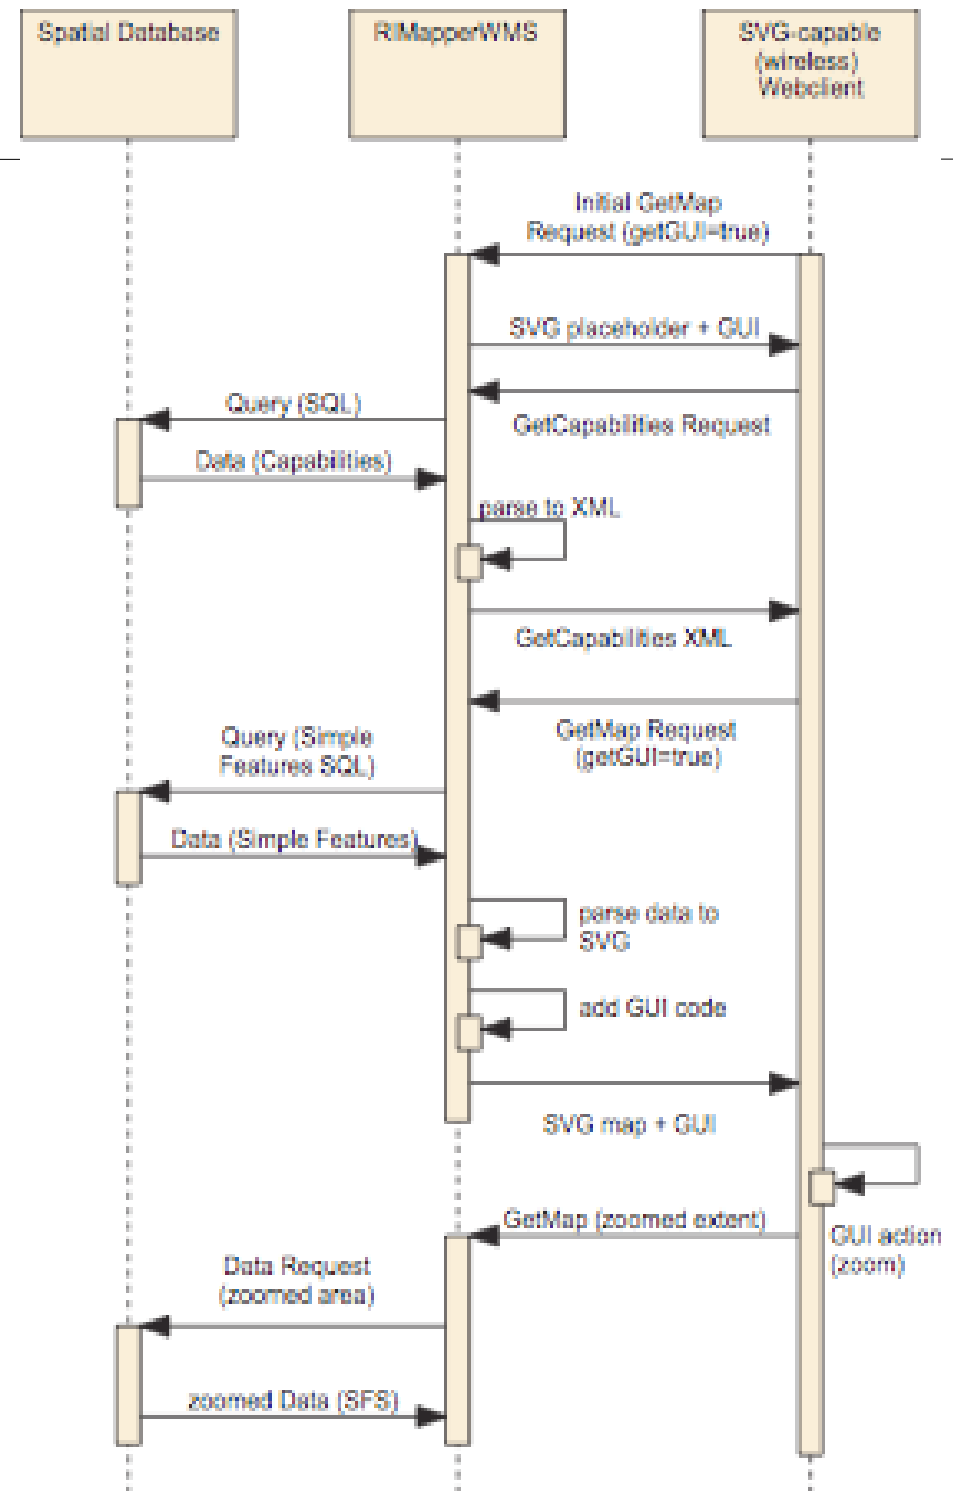 Spatial Database
RIMapperWMS
SVG-capable
(wireless)
Webclient
Initial GetMap
Request (getGUI=true)
SVG placeholder + GUI
Query (SQL)
GetCapabilities Request
Data (Capabilities)
parse to XML
GetCapabilities XML
GetMap Request
(getGUI=true)
Query (Simple
Features SQL)
Data (Simple Features)
parse data to
SVG
add GUI code
SVG map + GUI
GetMap (zoomed extent)
GUI action
(zoom)
Data Request
(zoomed area)
zoomed Data (SFS)